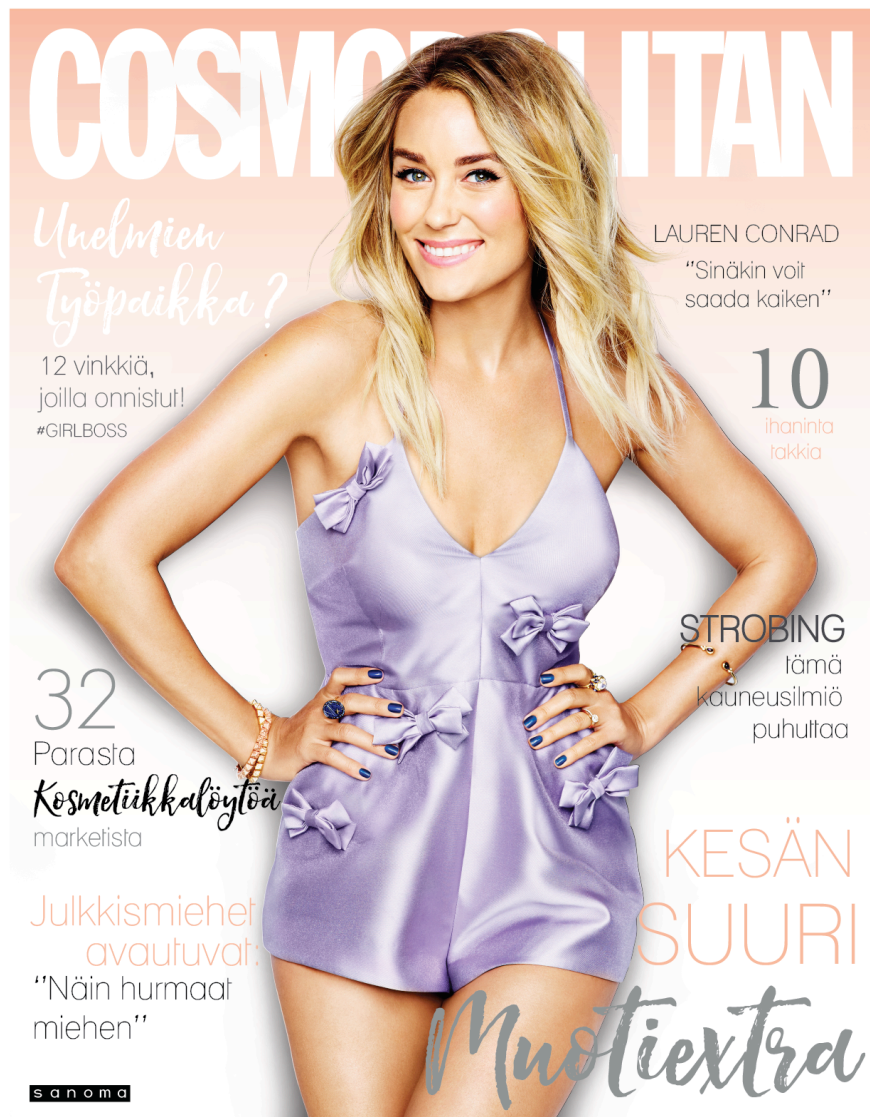 COSMOPOLITAN
Unelmien
Työpaikka?
12 vinkkiä,
joilla onnistut!
#GIRLBOSS
LAUREN CONRAD
"Sinäkin voit
saada kaiken"
10
ihaninta
takkia
STROBING
tämä
kauneusilmiö
puhuttaa
32
Parasta
Kosmetiikkalöytöä
marketista
KESÄN
SUURI
Muotiextra
Julkkismiehet
avautuvat:
"Näin hurmaat
miehen"
sanoma